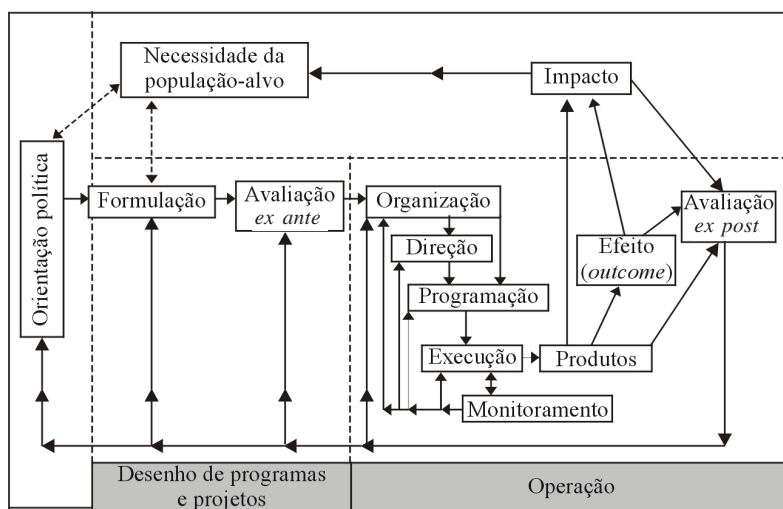 Necessidade da
população-alvo
Impacto
Orientação política
Formulação
Avaliação
ex ante
Organização
Direção
Programação
Execução
Monitoramento
Produtos
Efeito
(outcome)
Avaliação
ex post
Desenho de programas
e projetos
Operação